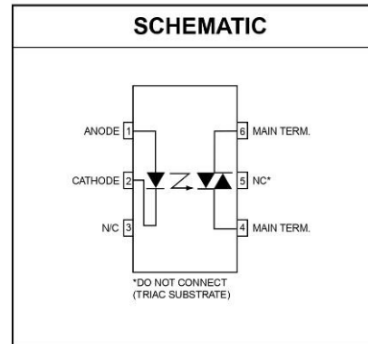 SCHEMATIC
ANODE 1
6 MAIN TERM.
CATHODE 2
5 NC*
N/C 3
4 MAIN TERM.
*DO NOT CONNECT
(TRIAC SUBSTRATE)